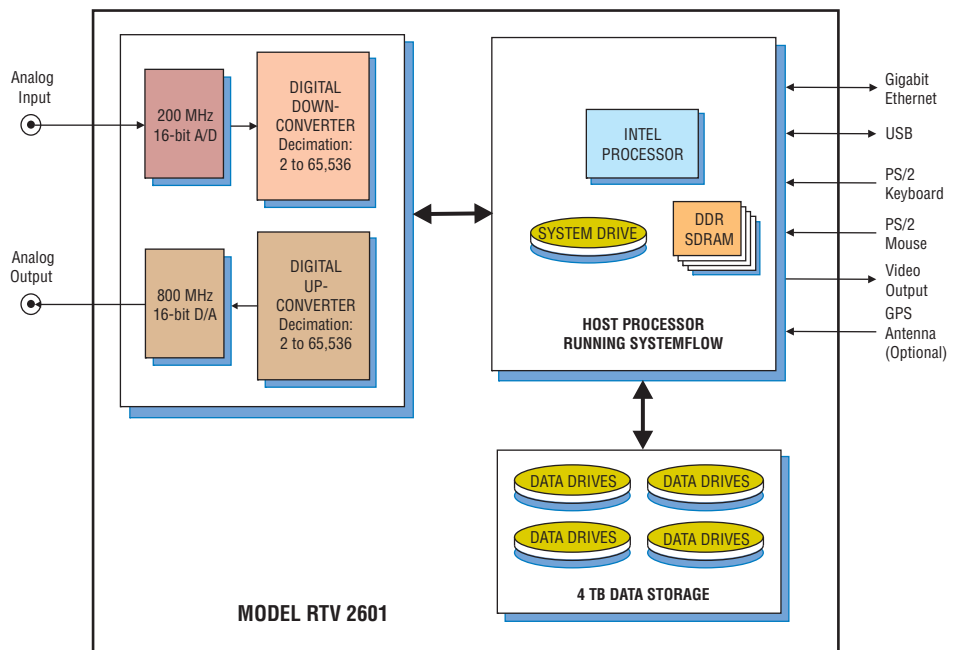 Analog
Input
200 MHz
16-bit A/D
DIGITAL
DOWN-
CONVERTER
Decimation:
2 to 65,536
Analog
Output
800 MHz
16-bit D/A
DIGITAL
UP-
CONVERTER
Decimation:
2 to 65,536
INTEL
PROCESSOR
SYSTEM DRIVE
DDR
SDRAM
HOST PROCESSOR
RUNNING SYSTEMFLOW
Gigabit
Ethernet
USB
PS/2
Keyboard
PS/2
Mouse
Video
Output
GPS
Antenna
(Optional)
DATA DRIVES
DATA DRIVES
DATA DRIVES
DATA DRIVES
4 TB DATA STORAGE
MODEL RTV 2601